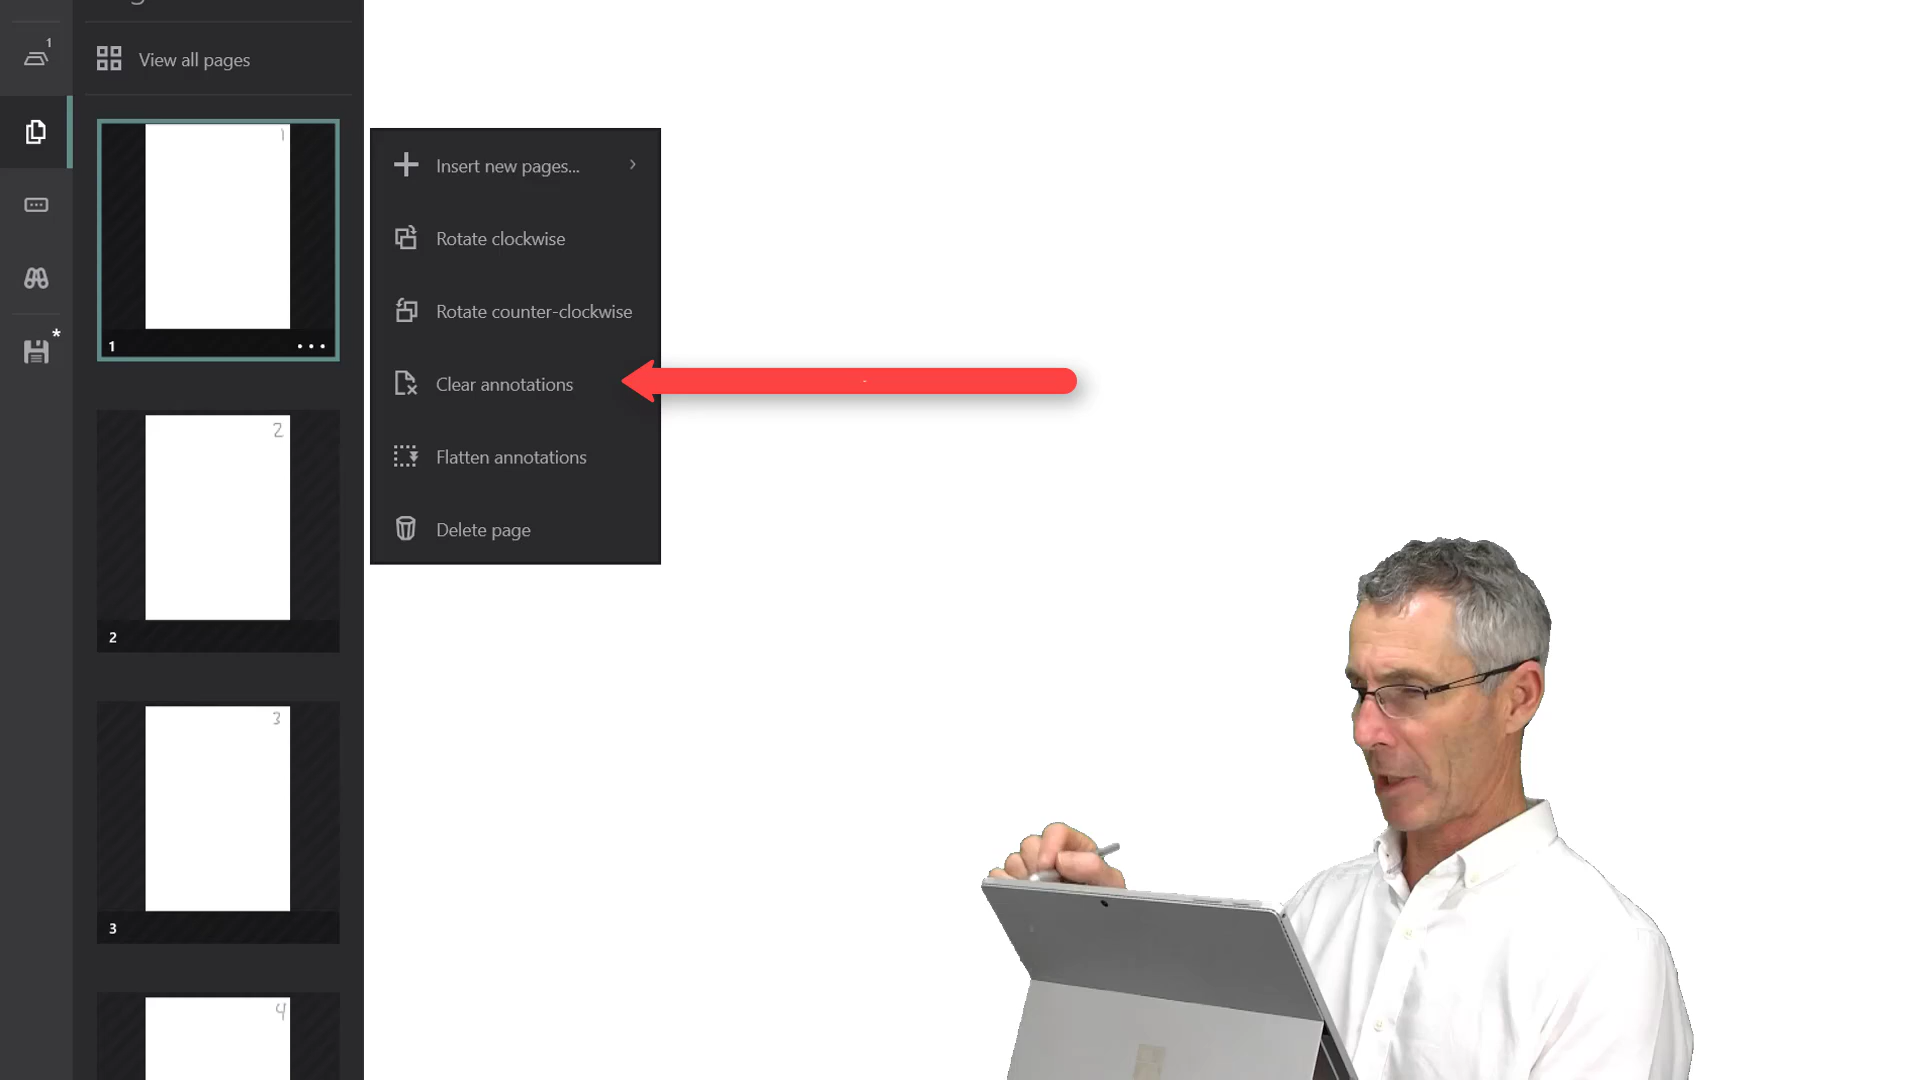 1
View all pages
1
1
Insert new pages...
Rotate clockwise
Rotate counter-clockwise
Clear annotations
Flatten annotations
Delete page
2
2
3
3
4